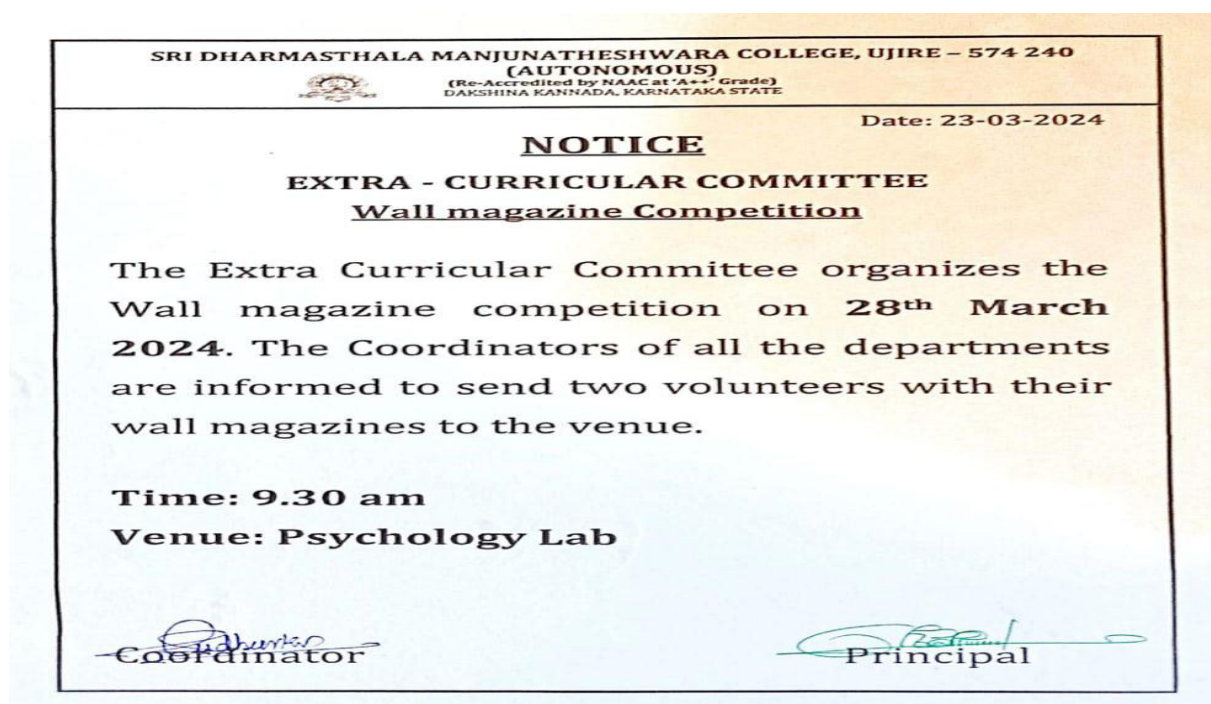 SRI DHARMASTHALA MANJUNATHESHWARA COLLEGE, UJIRE – 574 240
(AUTONOMOUS)
(Re-Accredited by NAAC at 'A++' Grade)
DAKSHINA KANNADA, KARNATAKA STATE
Date: 23-03-2024
NOTICE
EXTRA - CURRICULAR COMMITTEE
Wall magazine Competition
The Extra Curricular Committee organizes the
Wall magazine competition on 28th March
2024. The Coordinators of all the departments
are informed to send two volunteers with their
wall magazines to the venue.
Time: 9.30 am
Venue: Psychology Lab
Coordinator
Principal